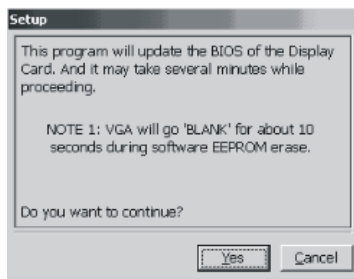 Setup
This program will update the BIOS of the Display
Card. And it may take several minutes while
proceeding.
NOTE 1: VGA will go 'BLANK' for about 10
seconds during software EEPROM erase.
Do you want to continue?
Yes Cancel